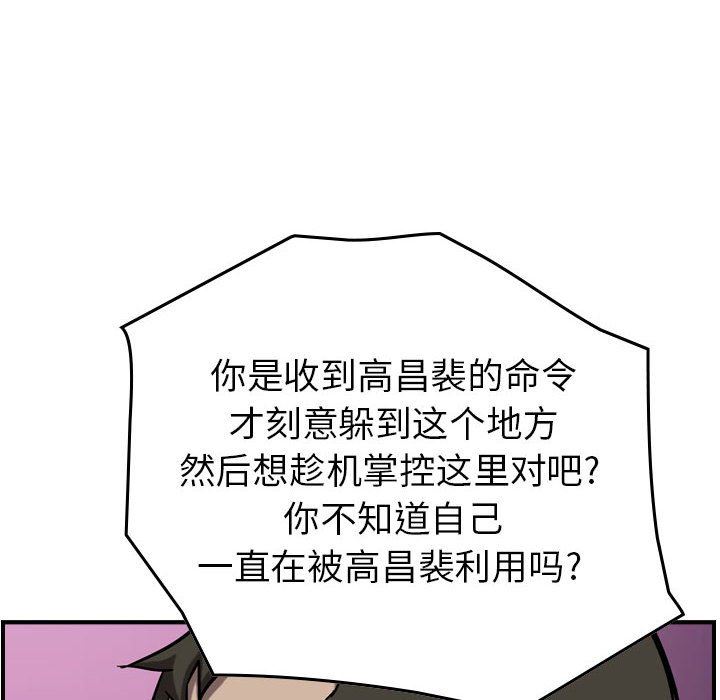 你是收到高昌裴的命令
才刻意躲到这个地方
然后想趁机掌控这里对吧?
你不知道自己
一直在被高昌裴利用吗?